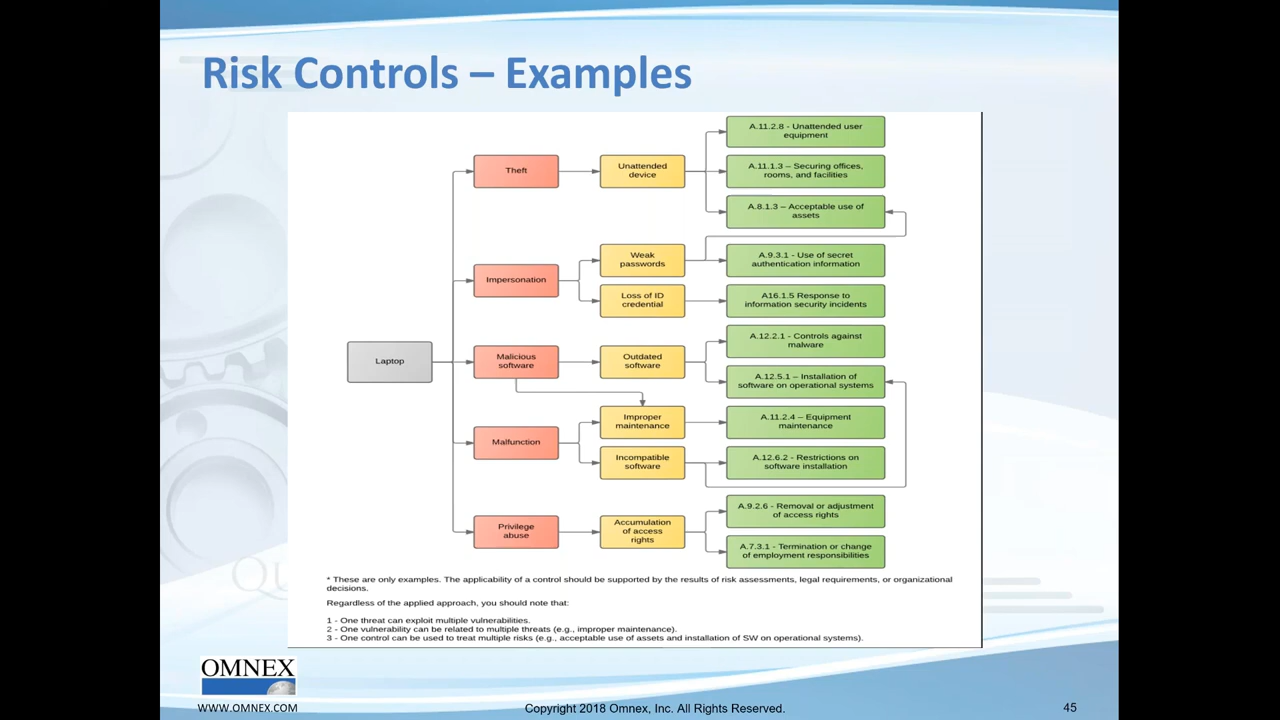 Risk Controls – Examples
A.11.2.8 - Unattended user
equipment
Theft
Unattended
device
A.11.1.3 – Securing offices,
rooms, and facilities
A.8.1.3 – Acceptable use of
assets
Impersonation
Weak
passwords
A.9.3.1 - Use of secret
authentication information
Loss of ID
credential
A16.1.5 Response to
information security incidents
Laptop
Malicious
software
Outdated
software
A.12.2.1 - Controls against
malware
A.12.5.1 – Installation of
software on operational systems
Malfunction
Improper
maintenance
A.11.2.4 – Equipment
maintenance
Incompatible
software
A.12.6.2 - Restrictions on
software installation
Privilege
abuse
Accumulation
of access
rights
A.9.2.6 - Removal or adjustment
of access rights
A.7.3.1 - Termination or change
of employment responsibilities
* These are only examples. The applicability of a control should be supported by the results of risk assessments, legal requirements, or organizational
decisions.
Regardless of the applied approach, you should note that:
1 - One threat can exploit multiple vulnerabilities.
2 - One vulnerability can be related to multiple threats (e.g., improper maintenance).
3 - One control can be used to treat multiple risks (e.g., acceptable use of assets and installation of SW on operational systems).
OMNEX
WWW.OMNEX.COM
Copyright 2018 Omnex, Inc. All Rights Reserved.
45